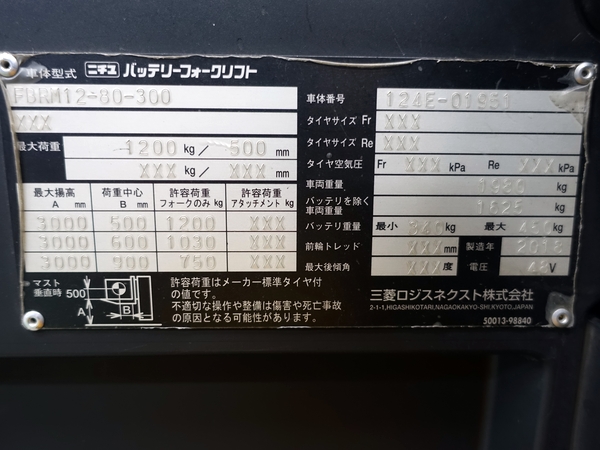 車体型式 ニチユ バッテリーフォークリフト
FBRM12-80-300
XXX
最大荷重 1200 kg/ 500 mm
XXX kg/ XXX mm
最大揚高 A mm 荷重中心 B mm 許容荷重 フォークのみ kg 許容荷重 アタッチメント kg
3000 500 1200 XXX
3000 600 1030 XXX
3000 900 750 XXX
マスト垂直時 500 A B
許容荷重はメーカー標準タイヤ付
の値です。
不適切な操作や整備は傷害や死亡事故
の原因となる可能性があります。
車体番号 124E-01951
タイヤサイズ Fr XXX
タイヤサイズ Re XXX
タイヤ空気圧 Fr XXX kPa Re XXX kPa
車両重量 1980 kg
バッテリを除く
車両重量 1625 kg
バッテリ重量 最小 kg 最大 kg
前輪トレッド XXX mm 製造年 2018
最大後傾角 XXX 度 電圧 48 V
三菱ロジスネクスト株式会社
2-1-1,HIGASHIKOTARI,NAGAOKAKYO-SHI,KYOTO,JAPAN
50013-98840